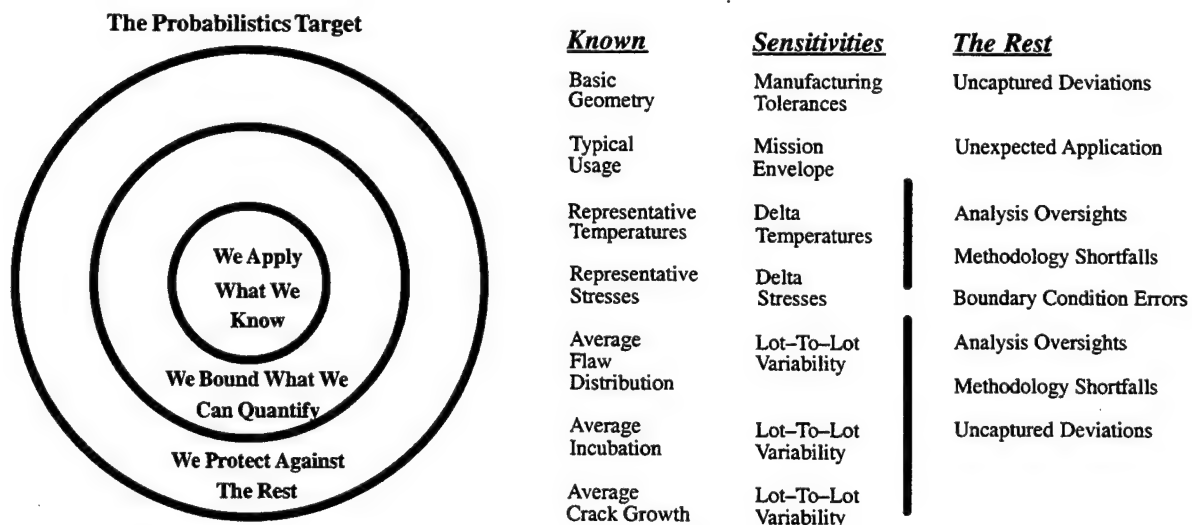 The Probabilistics Target
We Apply
What We
Know
We Bound What We
Can Quantify
We Protect Against
The Rest
Known
Basic
Geometry
Typical
Usage
Representative
Temperatures
Representative
Stresses
Average
Flaw
Distribution
Average
Incubation
Average
Crack Growth
Sensitivities
Manufacturing
Tolerances
Mission
Envelope
Delta
Temperatures
Delta
Stresses
Lot–To–Lot
Variability
Lot–To–Lot
Variability
Lot–To–Lot
Variability
The Rest
Uncaptured Deviations
Unexpected Application
Analysis Oversights
Methodology Shortfalls
Boundary Condition Errors
Analysis Oversights
Methodology Shortfalls
Uncaptured Deviations